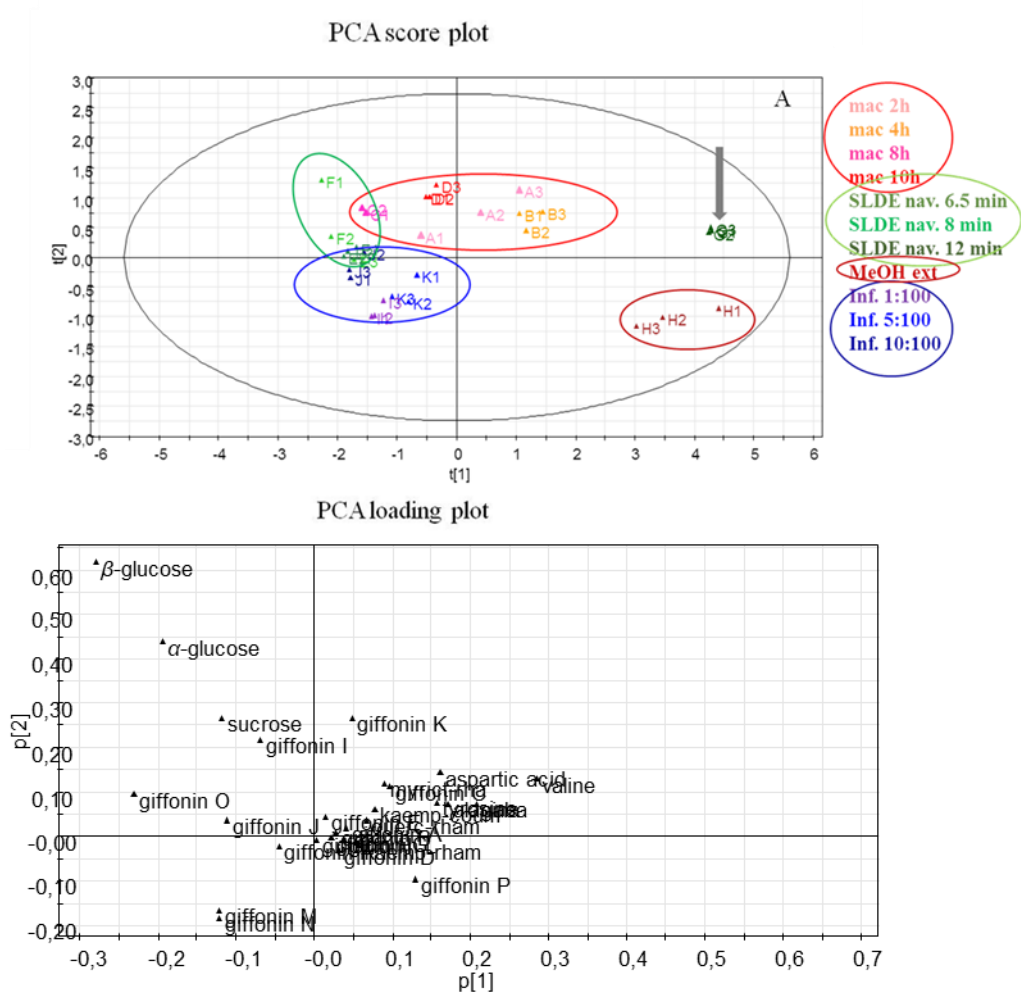 PCA score plot
A
3,0
2,5
2,0
1,5
1,0
0,5
0,0
-0,5
-1,0
-1,5
-2,0
-2,5
-3,0
t[2]
-6 -5 -4 -3 -2 -1 0 1 2 3 4 5 6
t[1]
F1
F2
D3
A3
A2
A1
B1
B3
B2
K1
K3
K2
H1
H2
H3
mac 2h
mac 4h
mac 8h
mac 10h
SLDE nav. 6.5 min
SLDE nav. 8 min
SLDE nav. 12 min
MeOH ext
Inf. 1:100
Inf. 5:100
Inf. 10:100
PCA loading plot
0,60
0,50
0,40
0,30
0,20
0,10
-0,00
-0,10
-0,20
p[2]
β-glucose
α-glucose
sucrose
giffonin K
giffonin I
aspartic acid
valine
giffonin O
giffonin J
giffonin D
giffonin P
giffonin M
giffonin N
-0,3 -0,2 -0,1 -0,0 0,1 0,2 0,3 0,4 0,5 0,6 0,7
p[1]